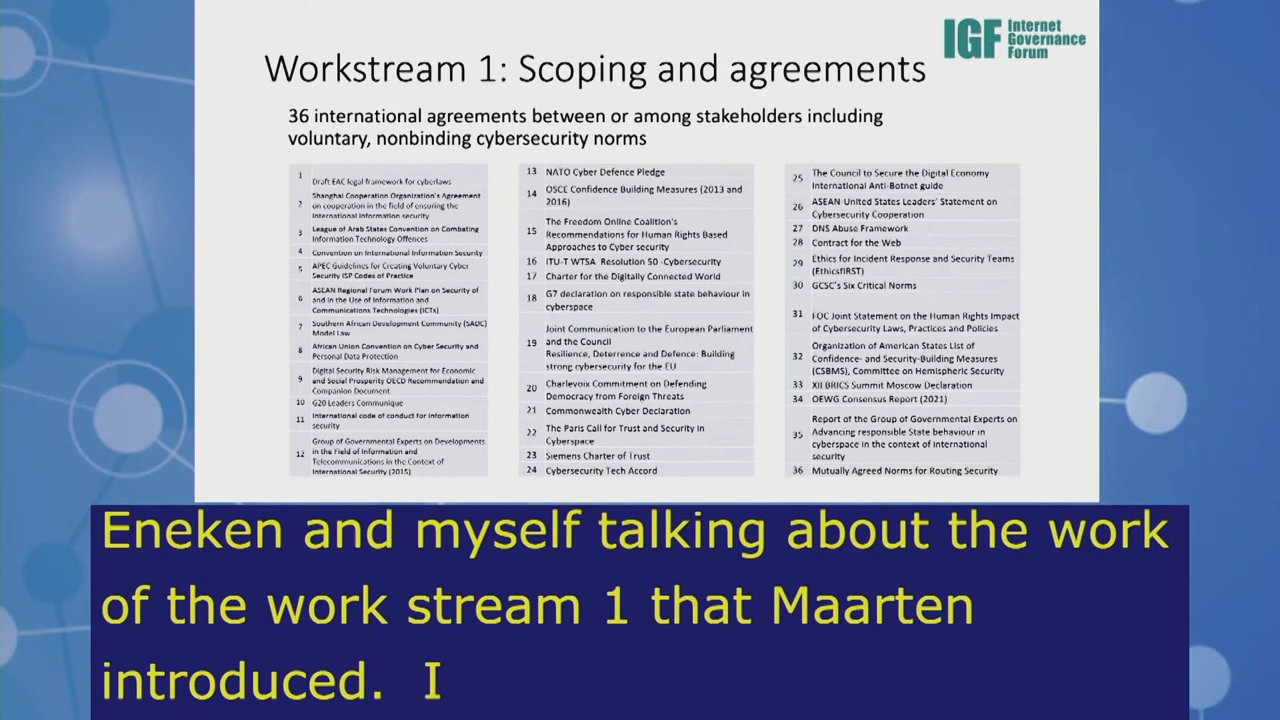 IGF Internet
Governance
Forum
Workstream 1: Scoping and agreements
36 international agreements between or among stakeholders including
voluntary, nonbinding cybersecurity norms
1 Draft EAC legal framework for cyberlaws
2 Shanghai Cooperation Organization's Agreement
on cooperation in the field of ensuring the
International Information security
3 League of Arab States Convention on Combating
Information Technology Offences
4 Convention on International Information Security
5 APEC Guidelines for Creating Voluntary Cyber
Security ISP Codes of Practice
6 ASEAN Regional Forum Work Plan on Security of
and in the Use of Information and
Communications Technologies (ICTs)
7 Southern African Development Community (SADC)
Model Law
8 African Union Convention on Cyber Security and
Personal Data Protection
9 Digital Security Risk Management for Economic
and Social Prosperity OECD Recommendation and
Companion Document
10 G20 Leaders Communique
11 International code of conduct for information
security
12 Group of Governmental Experts on Developments
in the Field of Information and
Telecommunications in the Context of
International Security (2015)
13 NATO Cyber Defence Pledge
14 OSCE Confidence Building Measures (2013 and
2016)
15 The Freedom Online Coalition's
Recommendations for Human Rights Based
Approaches to Cyber security
16 ITU-T WTSA Resolution 50 -Cybersecurity
17 Charter for the Digitally Connected World
18 G7 declaration on responsible state behaviour in
cyberspace
19 Joint Communication to the European Parliament
and the Council
Resilience, Deterrence and Defence: Building
strong cybersecurity for the EU
20 Charlevoix Commitment on Defending
Democracy from Foreign Threats
21 Commonwealth Cyber Declaration
22 The Paris Call for Trust and Security in
Cyberspace
23 Siemens Charter of Trust
24 Cybersecurity Tech Accord
25 The Council to Secure the Digital Economy
International Anti-Botnet guide
26 ASEAN-United States Leaders' Statement on
Cybersecurity Cooperation
27 DNS Abuse Framework
28 Contract for the Web
29 Ethics for Incident Response and Security Teams
(EthicsfIRST)
30 GCSC's Six Critical Norms
31 FOC Joint Statement on the Human Rights Impact
of Cybersecurity Laws, Practices and Policies
32 Organization of American States List of
Confidence- and Security-Building Measures
(CSBMS), Committee on Hemispheric Security
33 XII BRICS Summit Moscow Declaration
34 OEWG Consensus Report (2021)
35 Report of the Group of Governmental Experts on
Advancing responsible State behaviour in
cyberspace in the context of international
security
36 Mutually Agreed Norms for Routing Security
Eneken and myself talking about the work
of the work stream 1 that Maarten
introduced. I